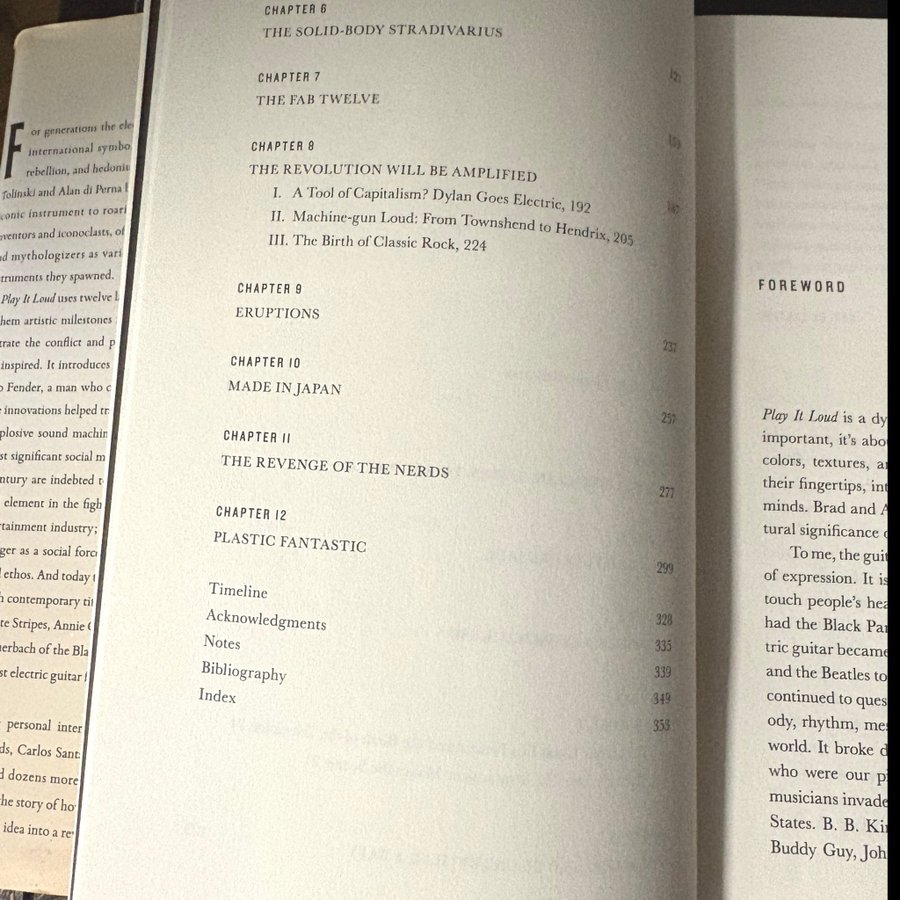 For generations the ele
international symbo
rebellion, and hedoni
Tolinski and Alan di Perna
conic instrument to roar
nventors and iconoclasts, of
nd mythologizers as vari
truments they spawned.
Play It Loud uses twelve
hem artistic milestones
trate the conflict and p
inspired. It introduces
o Fender, a man who c
innovations helped tr
plosive sound machin
st significant social m
ntury are indebted t
element in the figh
rtainment industry;
ger as a social force
ethos. And today
h contemporary tit
te Stripes, Annie
uerbach of the Bla
st electric guitar
personal inter
ds, Carlos Sant
d dozens more
he story of ho
idea into a re
CHAPTER 6
THE SOLID-BODY STRADIVARIUS 121
CHAPTER 7
THE FAB TWELVE 159
CHAPTER 8
THE REVOLUTION WILL BE AMPLIFIED 187
I. A Tool of Capitalism? Dylan Goes Electric, 192
II. Machine-gun Loud: From Townshend to Hendrix, 205
III. The Birth of Classic Rock, 224
CHAPTER 9
ERUPTIONS 237
CHAPTER 10
MADE IN JAPAN 257
CHAPTER 11
THE REVENGE OF THE NERDS 277
CHAPTER 12
PLASTIC FANTASTIC 299
Timeline 328
Acknowledgments 335
Notes 339
Bibliography 349
Index 353
FOREWORD
Play It Loud is a dy
important, it's abo
colors, textures, a
their fingertips, int
minds. Brad and A
tural significance
To me, the guit
of expression. It is
touch people's hea
had the Black Pa
tric guitar became
and the Beatles to
continued to ques
ody, rhythm, me
world. It broke d
who were our p
musicians invade
States. B. B. Ki
Buddy Guy, Joh